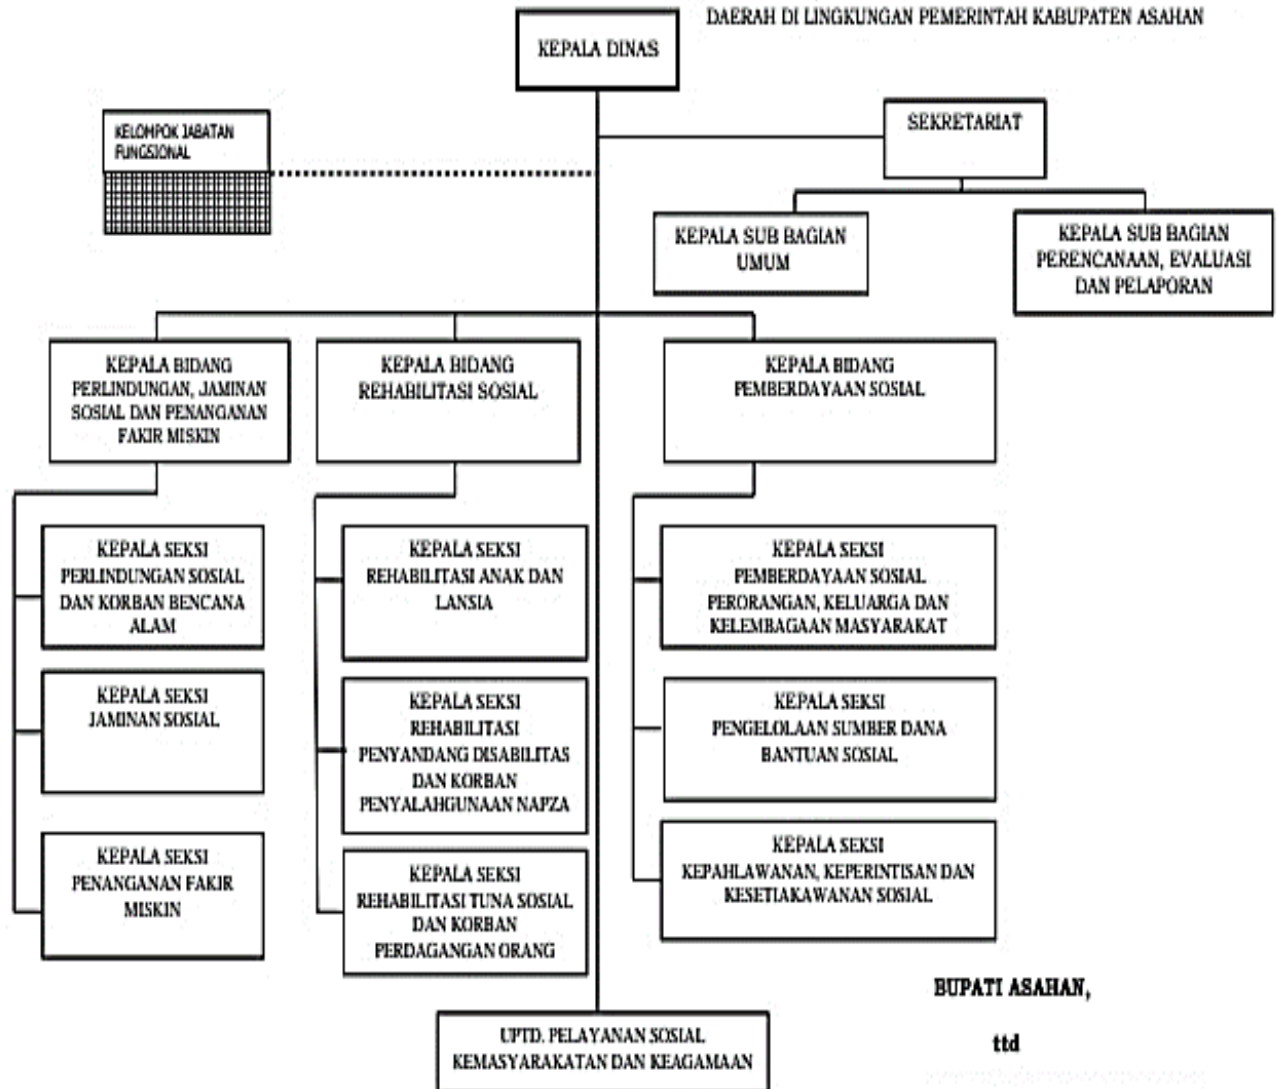 DAERAH DI LINGKUNGAN PEMERINTAH KABUPATEN ASAHAN
KEPALA DINAS
KELOMPOK JABATAN
FUNGSIONAL
SEKRETARIAT
KEPALA SUB BAGIAN
UMUM
KEPALA SUB BAGIAN
PERENCANAAN, EVALUASI
DAN PELAPORAN
KEPALA BIDANG
PERLINDUNGAN, JAMINAN
SOSIAL DAN PENANGANAN
FAKIR MISKIN
KEPALA BIDANG
REHABILITASI SOSIAL
KEPALA BIDANG
PEMBERDAYAAN SOSIAL
KEPALA SEKSI
PERLINDUNGAN SOSIAL
DAN KORBAN BENCANA
ALAM
KEPALA SEKSI
JAMINAN SOSIAL
KEPALA SEKSI
PENANGANAN FAKIR
MISKIN
KEPALA SEKSI
REHABILITASI ANAK DAN
LANSIA
KEPALA SEKSI
REHABILITASI
PENYANDANG DISABILITAS
DAN KORBAN
PENYALAHGUNAAN NAPZA
KEPALA SEKSI
REHABILITASI TUNA SOSIAL
DAN KORBAN
PERDAGANGAN ORANG
KEPALA SEKSI
PEMBERDAYAAN SOSIAL
PERORANGAN, KELUARGA DAN
KELEMBAGAAN MASYARAKAT
KEPALA SEKSI
PENGELOLAAN SUMBER DANA
BANTUAN SOSIAL
KEPALA SEKSI
KEPAHLAWANAN, KEPERINTISAN DAN
KESETIAKAWANAN SOSIAL
UPTD. PELAYANAN SOSIAL
KEMASYARAKATAN DAN KEAGAMAAN
BUPATI ASAHAN,
ttd